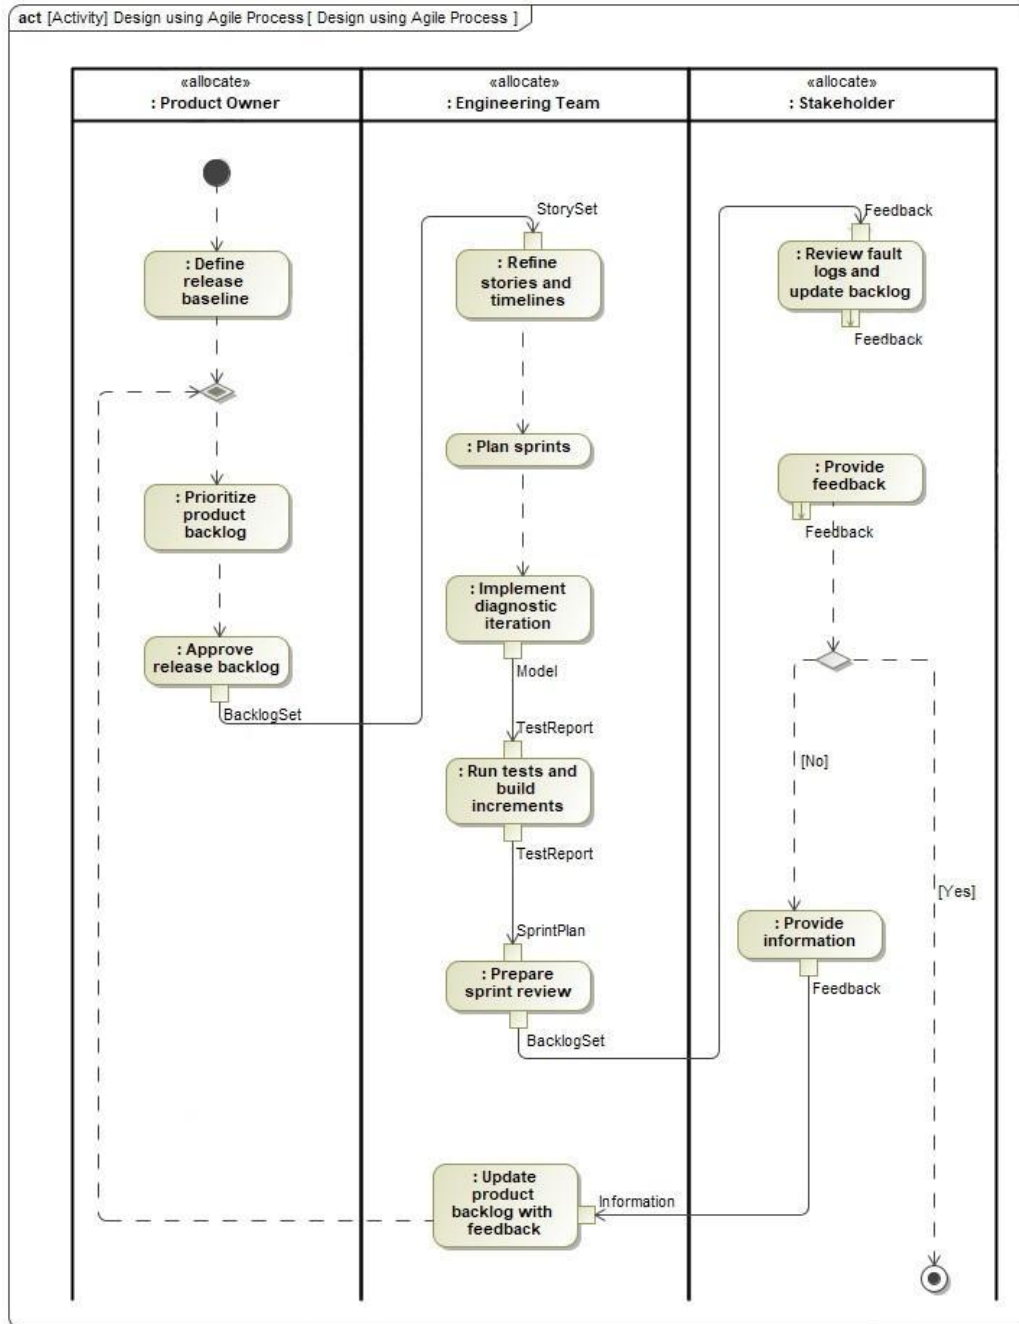 act [Activity] Design using Agile Process [ Design using Agile Process ]
«allocate»
: Product Owner
«allocate»
: Engineering Team
«allocate»
: Stakeholder
: Define
release
baseline
: Prioritize
product
backlog
: Approve
release backlog
BacklogSet
StorySet
: Refine
stories and
timelines
: Plan sprints
: Implement
diagnostic
iteration
Model
TestReport
: Run tests and
build
increments
TestReport
SprintPlan
: Prepare
sprint review
BacklogSet
Feedback
: Review fault
logs and
update backlog
Feedback
: Provide
feedback
Feedback
[No]
[Yes]
: Provide
information
Feedback
Information
: Update
product
backlog with
feedback